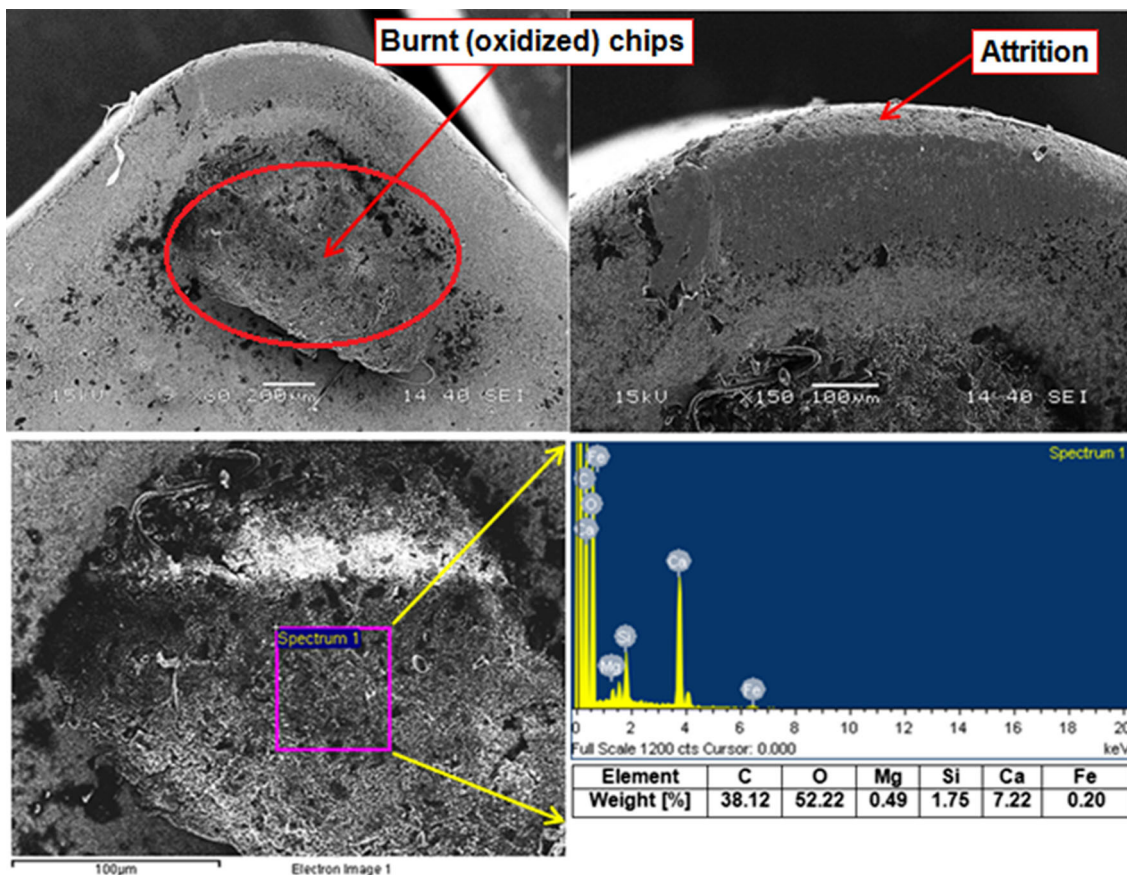 Burnt (oxidized) chips
Attrition
15kV X60 200μm 14 40 SEI
15kV X150 100μm 14 40 SEI
Spectrum 1
100μm Electron Image 1
Spectrum 1
Fe
C
O
Ca
Ca
Si
Mg
Fe
0 2 4 6 8 10 12 14 16 18 20
Full Scale 1200 cts Cursor: 0.000 keV
Element C O Mg Si Ca Fe
Weight [%] 38.12 52.22 0.49 1.75 7.22 0.20